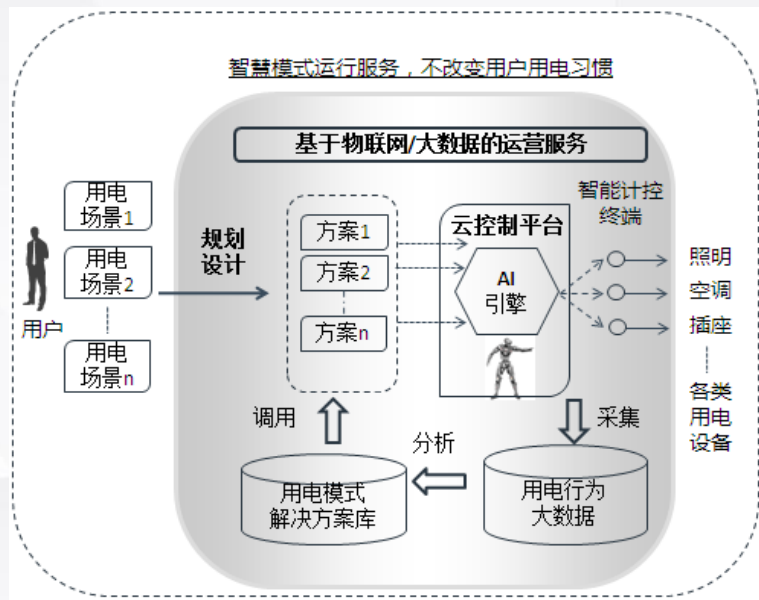 智慧模式运行服务，不改变用户用电习惯
基于物联网/大数据的运营服务
用电
场景1
用电
场景2
用电
场景n
用户
规划
设计
方案1
方案2
方案n
云控制平台
AI
引擎
智能计控
终端
照明
空调
插座
各类
用电
设备
调用
分析
采集
用电模式
解决方案库
用电行为
大数据